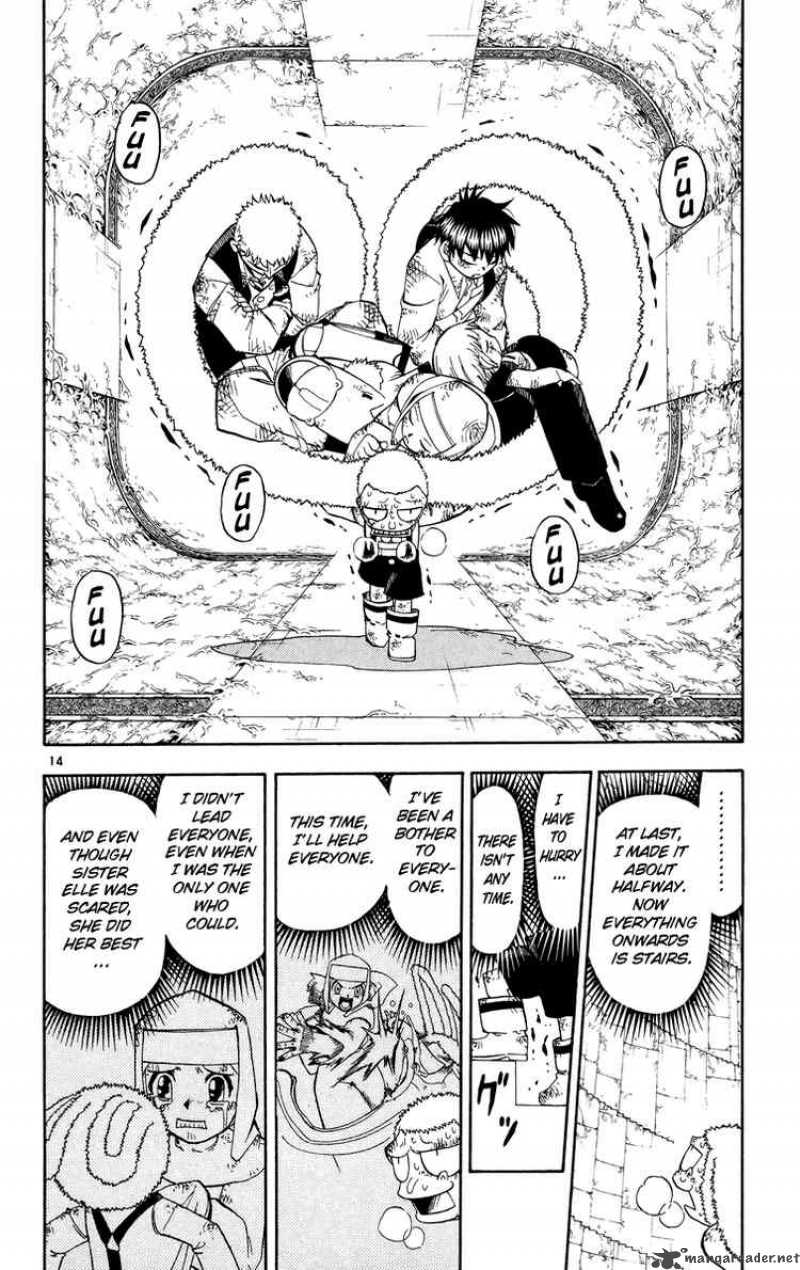 FUU
FUU
FUU
FUU
FUU
14
.........
AT LAST,
I MADE IT
ABOUT
HALFWAY.
NOW
EVERYTHING
ONWARDS
IS STAIRS.
I
HAVE
TO
HURRY
...
THERE
ISN'T
ANY
TIME.
グッ
I'VE
BEEN A
BOTHER
TO
EVERY-
ONE.
THIS TIME,
I'LL HELP
EVERYONE.
I DIDN'T
LEAD
EVERYONE,
EVEN WHEN
I WAS THE
ONLY ONE
WHO
COULD.
AND EVEN
THOUGH
SISTER
ELLE WAS
SCARED,
SHE DID
HER BEST
...
mangareader.net